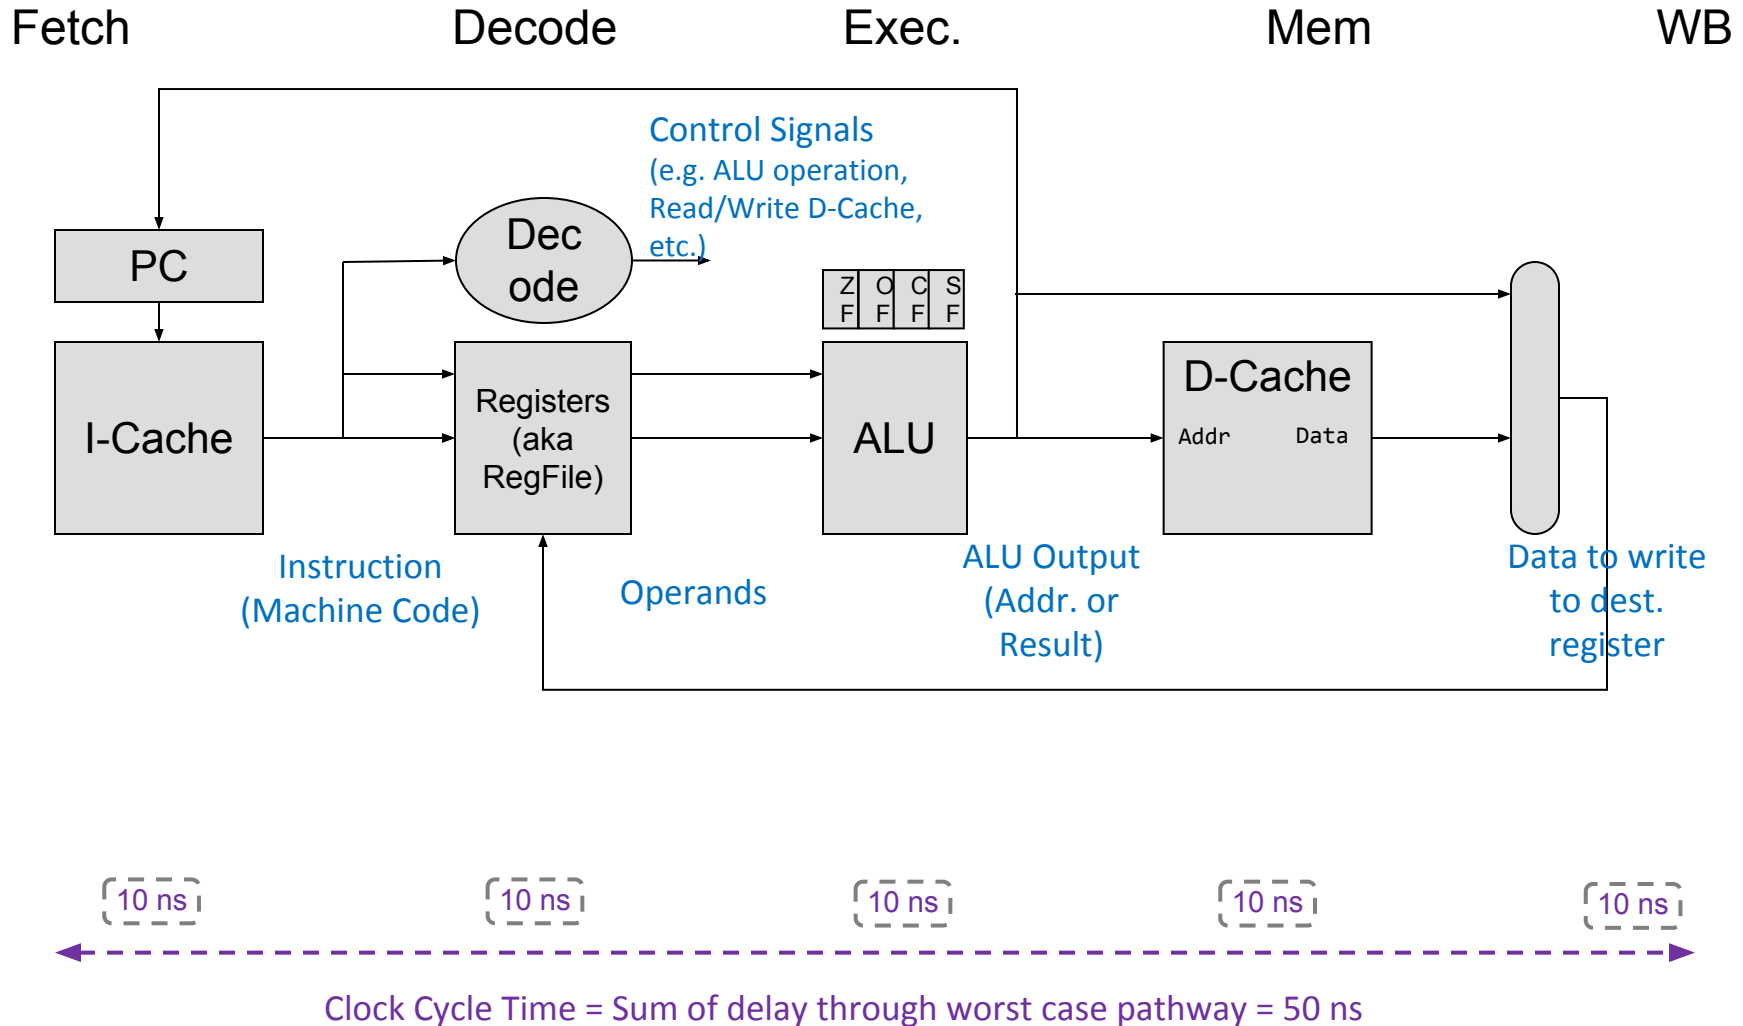 Fetch
Decode
Exec.
Mem
WB
Control Signals
(e.g. ALU operation,
Read/Write D-Cache,
etc.)
PC
Dec
ode
Z
F
O
F
C
F
S
F
I-Cache
Registers
(aka
RegFile)
ALU
D-Cache
Addr
Data
Instruction
(Machine Code)
Operands
ALU Output
(Addr. or
Result)
Data to write
to dest.
register
10 ns
10 ns
10 ns
10 ns
10 ns
Clock Cycle Time = Sum of delay through worst case pathway = 50 ns